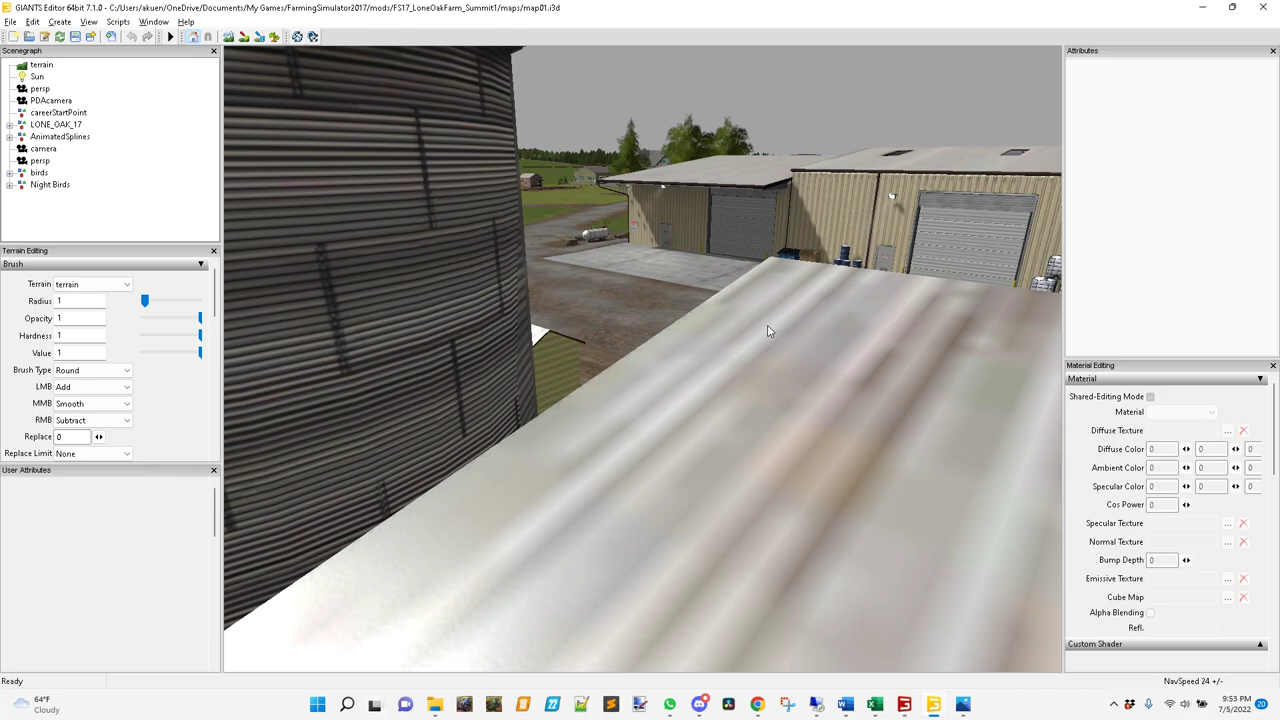 GIANTS Editor 64bit 7.1.0 - C:/Users/akuen/OneDrive/Documents/My Games/FarmingSimulator2017/mods/FS17_LoneOakFarm_Summit1/maps/map01.i3d
File Edit Create View Scripts Window Help
Scenegraph
terrain
Sun
persp
PDAcamera
careerStartPoint
LONE_OAK_17
AnimatedSplines
camera
persp
birds
Night Birds
Terrain Editing
Brush
Terrain terrain
Radius 1
Opacity 1
Hardness 1
Value 1
Brush Type Round
LMB Add
MMB Smooth
RMB Subtract
Replace 0
Replace Limit None
User Attributes
Attributes
Material Editing
Material
Shared-Editing Mode
Material
Diffuse Texture ...
Diffuse Color 0 0 0
Ambient Color 0 0 0
Specular Color 0 0 0
Cos Power 0
Specular Texture ...
Normal Texture ...
Bump Depth 0
Emissive Texture ...
Cube Map ...
Alpha Blending
Refl.
Custom Shader
Ready
NavSpeed 24 +/-
64°F
Cloudy
9:53 PM
7/5/2022
20